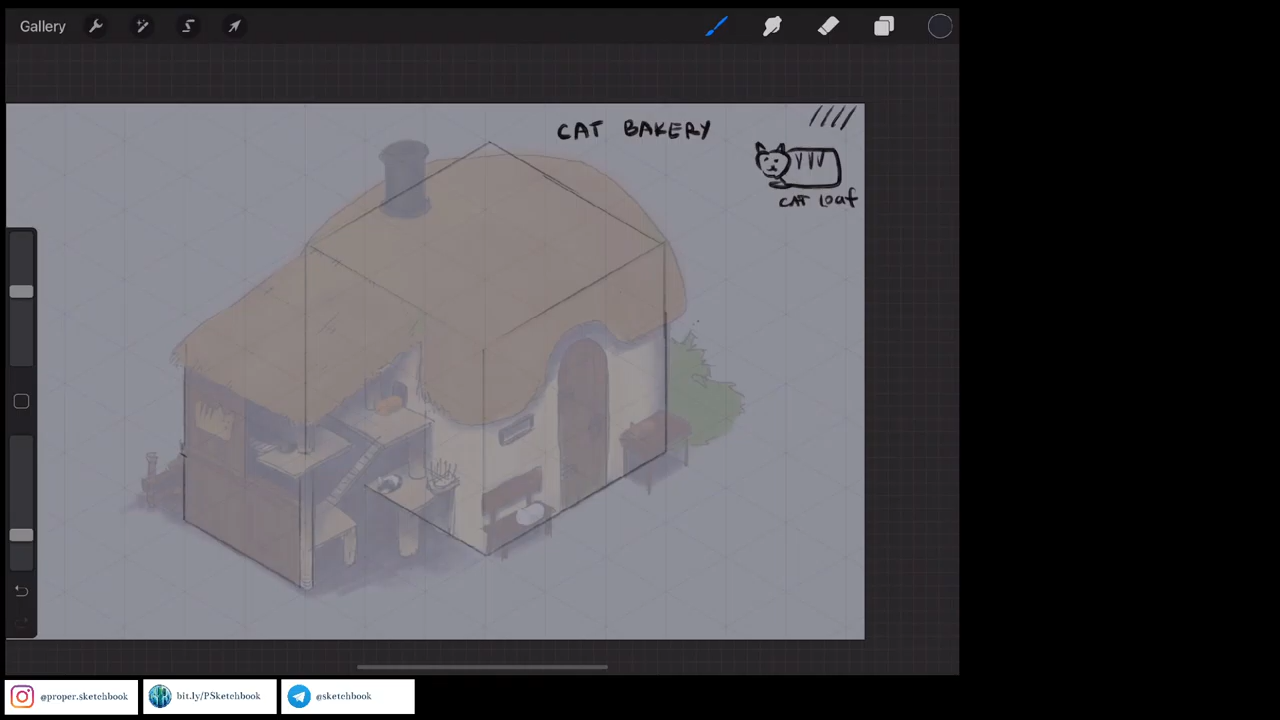 Gallery
CAT BAKERY
CAT loaf
@proper.sketchbook
bit.ly/PSketchbook
@sketchbook